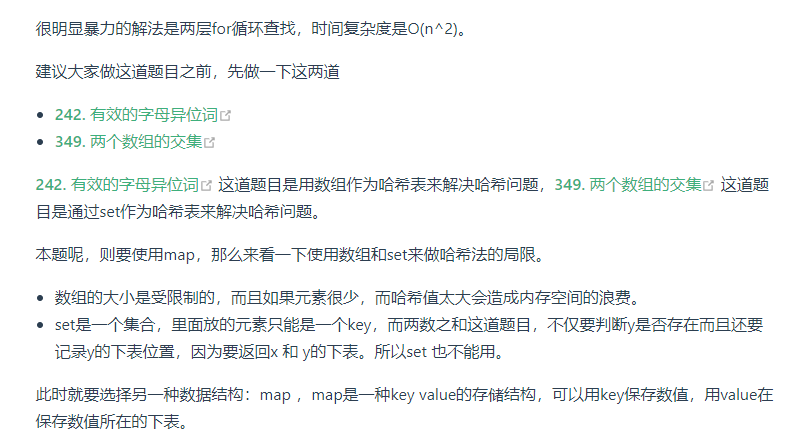 很明显暴力的解法是两层for循环查找，时间复杂度是O(n^2)。
建议大家做这道题目之前，先做一下这两道
• 242. 有效的字母异位词
• 349. 两个数组的交集
242. 有效的字母异位词 这道题目是用数组作为哈希表来解决哈希问题，349. 两个数组的交集 这道题
目是通过set作为哈希表来解决哈希问题。
本题呢，则要使用map，那么来看一下使用数组和set来做哈希法的局限。
• 数组的大小是受限制的，而且如果元素很少，而哈希值太大会造成内存空间的浪费。
• set是一个集合，里面放的元素只能是一个key，而两数之和这道题目，不仅要判断y是否存在而且还要
记录y的下表位置，因为要返回x 和 y的下表。所以set 也不能用。
此时就要选择另一种数据结构：map ，map是一种key value的存储结构，可以用key保存数值，用value在
保存数值所在的下表。